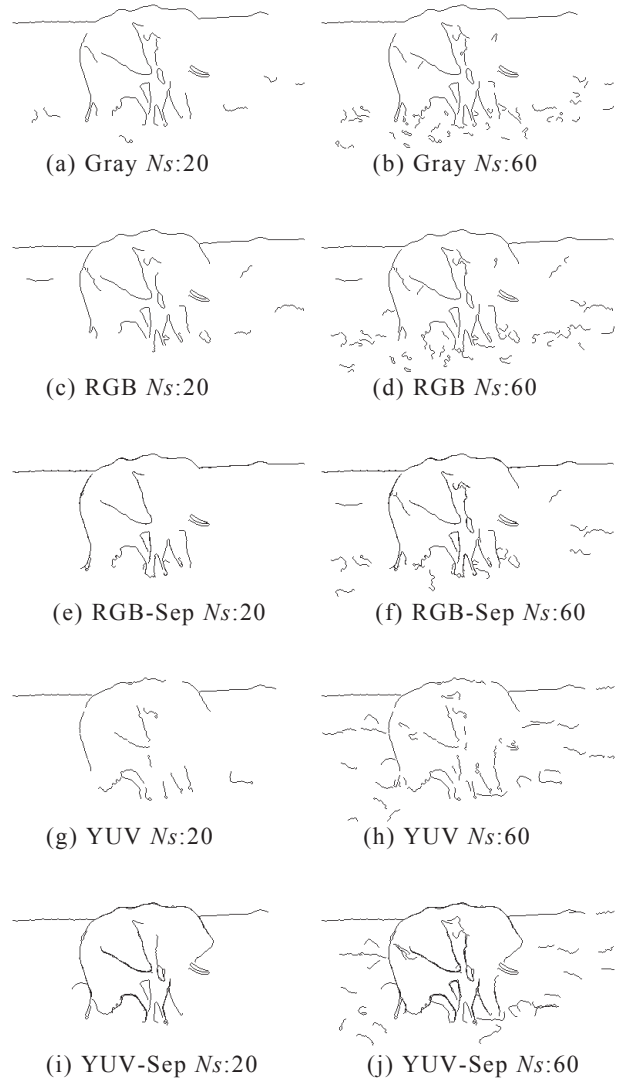 (a) Gray Ns:20
(b) Gray Ns:60
(c) RGB Ns:20
(d) RGB Ns:60
(e) RGB-Sep Ns:20
(f) RGB-Sep Ns:60
(g) YUV Ns:20
(h) YUV Ns:60
(i) YUV-Sep Ns:20
(j) YUV-Sep Ns:60